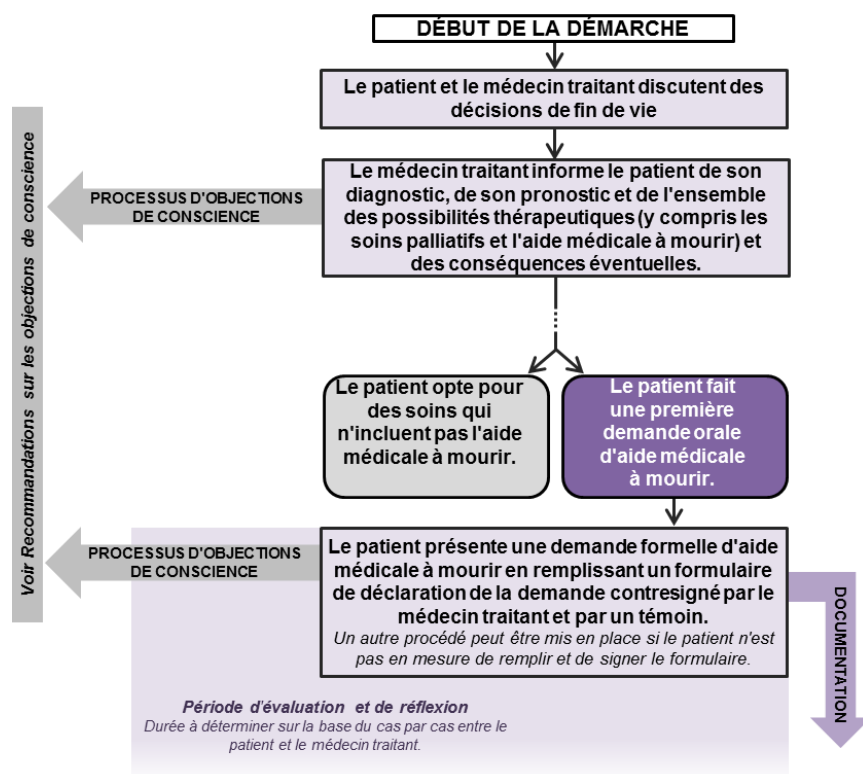 DÉBUT DE LA DÉMARCHE
Le patient et le médecin traitant discutent des
décisions de fin de vie
Voir Recommandations sur les objections de conscience
PROCESSUS D'OBJECTIONS
DE CONSCIENCE
Le médecin traitant informe le patient de son
diagnostic, de son pronostic et de l'ensemble
des possibilités thérapeutiques (y compris les
soins palliatifs et l'aide médicale à mourir) et
des conséquences éventuelles.
Le patient opte pour
des soins qui
n'incluent pas l'aide
médicale à mourir.
Le patient fait
une première
demande orale
d'aide médicale
à mourir.
PROCESSUS D'OBJECTIONS
DE CONSCIENCE
Le patient présente une demande formelle d'aide
médicale à mourir en remplissant un formulaire
de déclaration de la demande contresigné par le
médecin traitant et par un témoin.
Un autre procédé peut être mis en place si le patient n'est
pas en mesure de remplir et de signer le formulaire.
DOCUMENTATION
Période d'évaluation et de réflexion
Durée à déterminer sur la base du cas par cas entre le
patient et le médecin traitant.